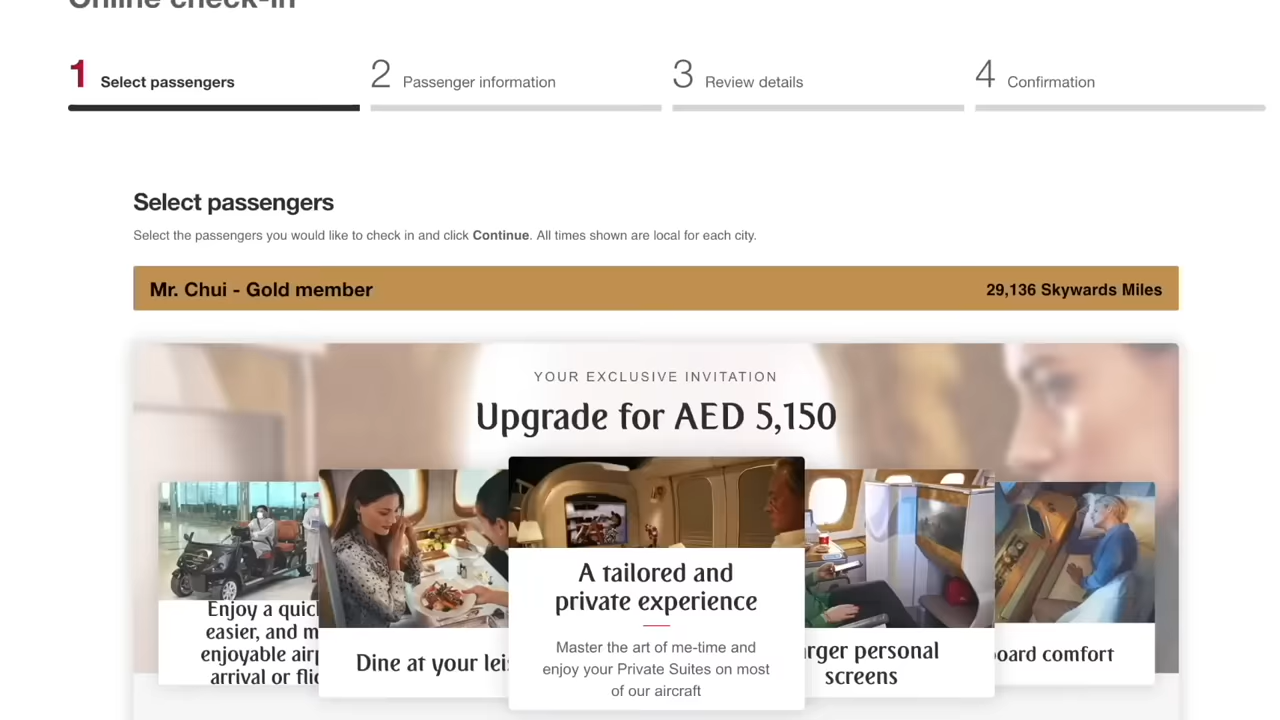 Online check-in
1 Select passengers
2 Passenger information
3 Review details
4 Confirmation
Select passengers
Select the passengers you would like to check in and click Continue. All times shown are local for each city.
Mr. Chui - Gold member
29,136 Skywards Miles
YOUR EXCLUSIVE INVITATION
Upgrade for AED 5,150
Enjoy a quic
easier, and m
enjoyable air
arrival or flig
Dine at your lei
A tailored and
private experience
Master the art of me-time and
enjoy your Private Suites on most
of our aircraft
rger personal
screens
oard comfort